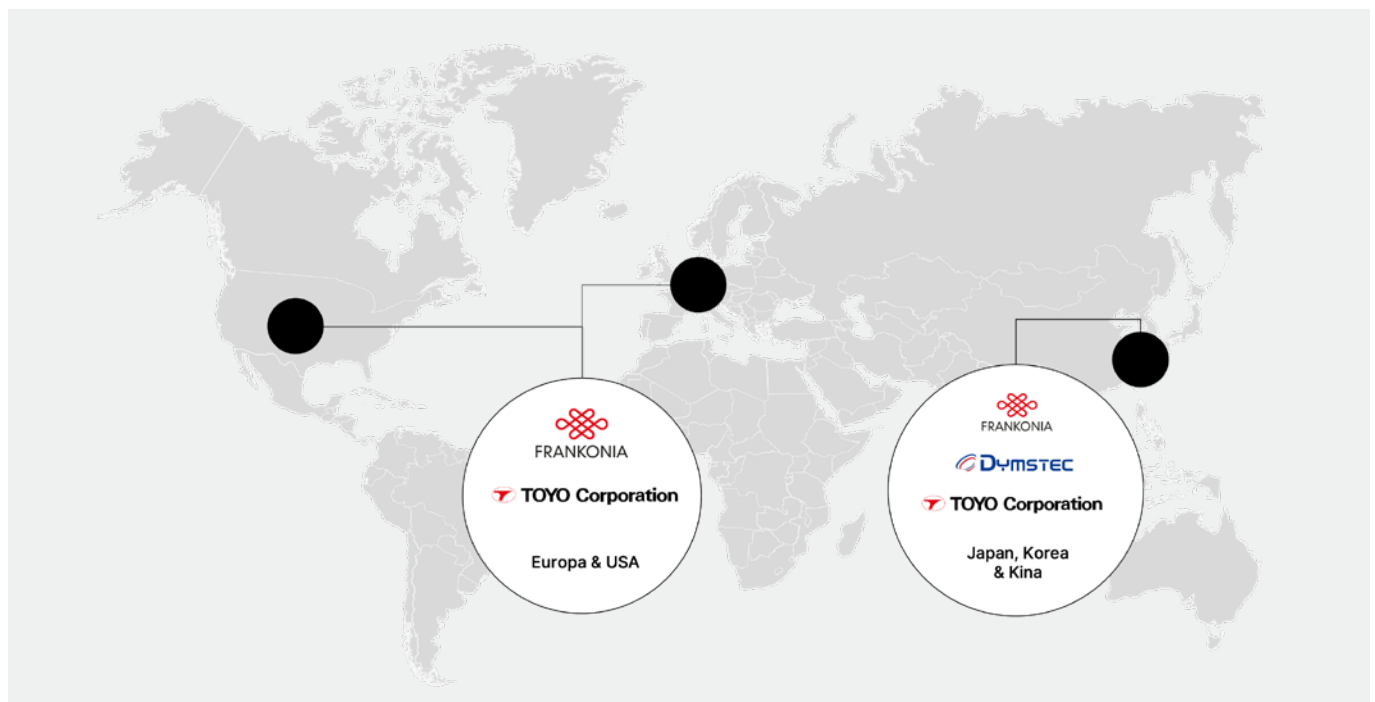 FRANKONIA
TOYO Corporation
Europa & USA
FRANKONIA
DYMSTEC
TOYO Corporation
Japan, Korea
& Kina